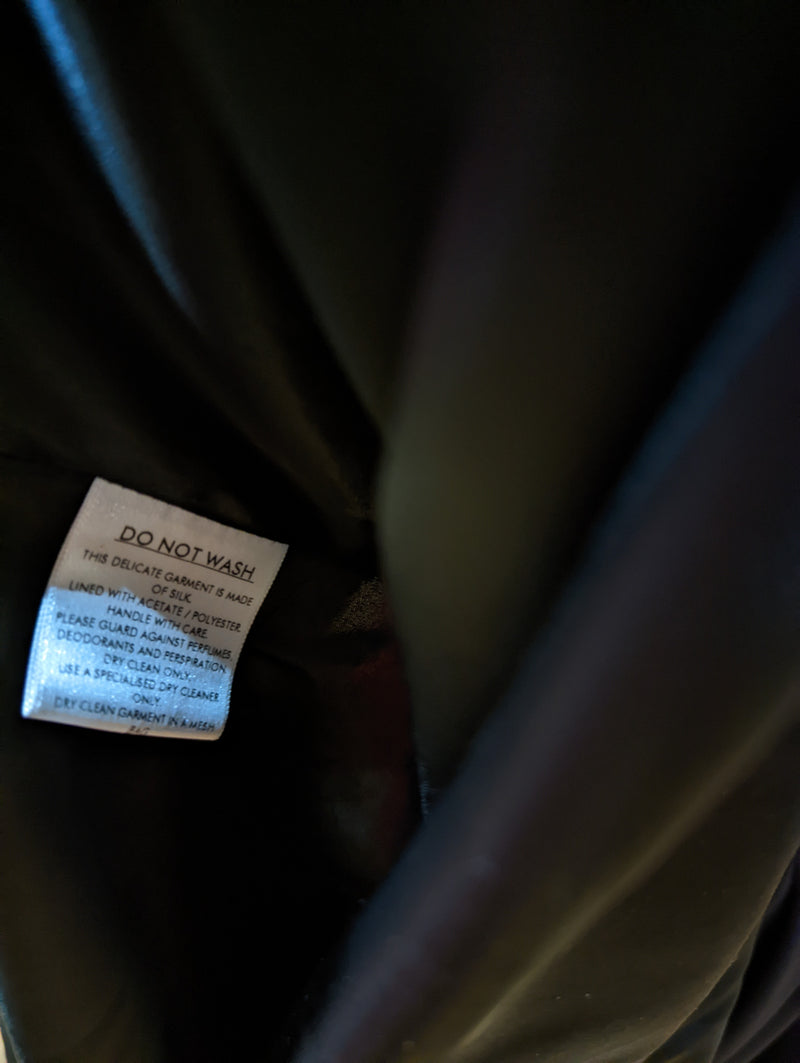 DO NOT WASH
THIS DELICATE GARMENT IS MADE
OF SILK.
LINED WITH ACETATE / POLYESTER.
HANDLE WITH CARE.
PLEASE GUARD AGAINST PERFUMES,
DEODORANTS AND PERSPIRATION.
DRY CLEAN ONLY.
USE A SPECIALISED DRY CLEANER
ONLY.
DRY CLEAN GARMENT IN A MESH